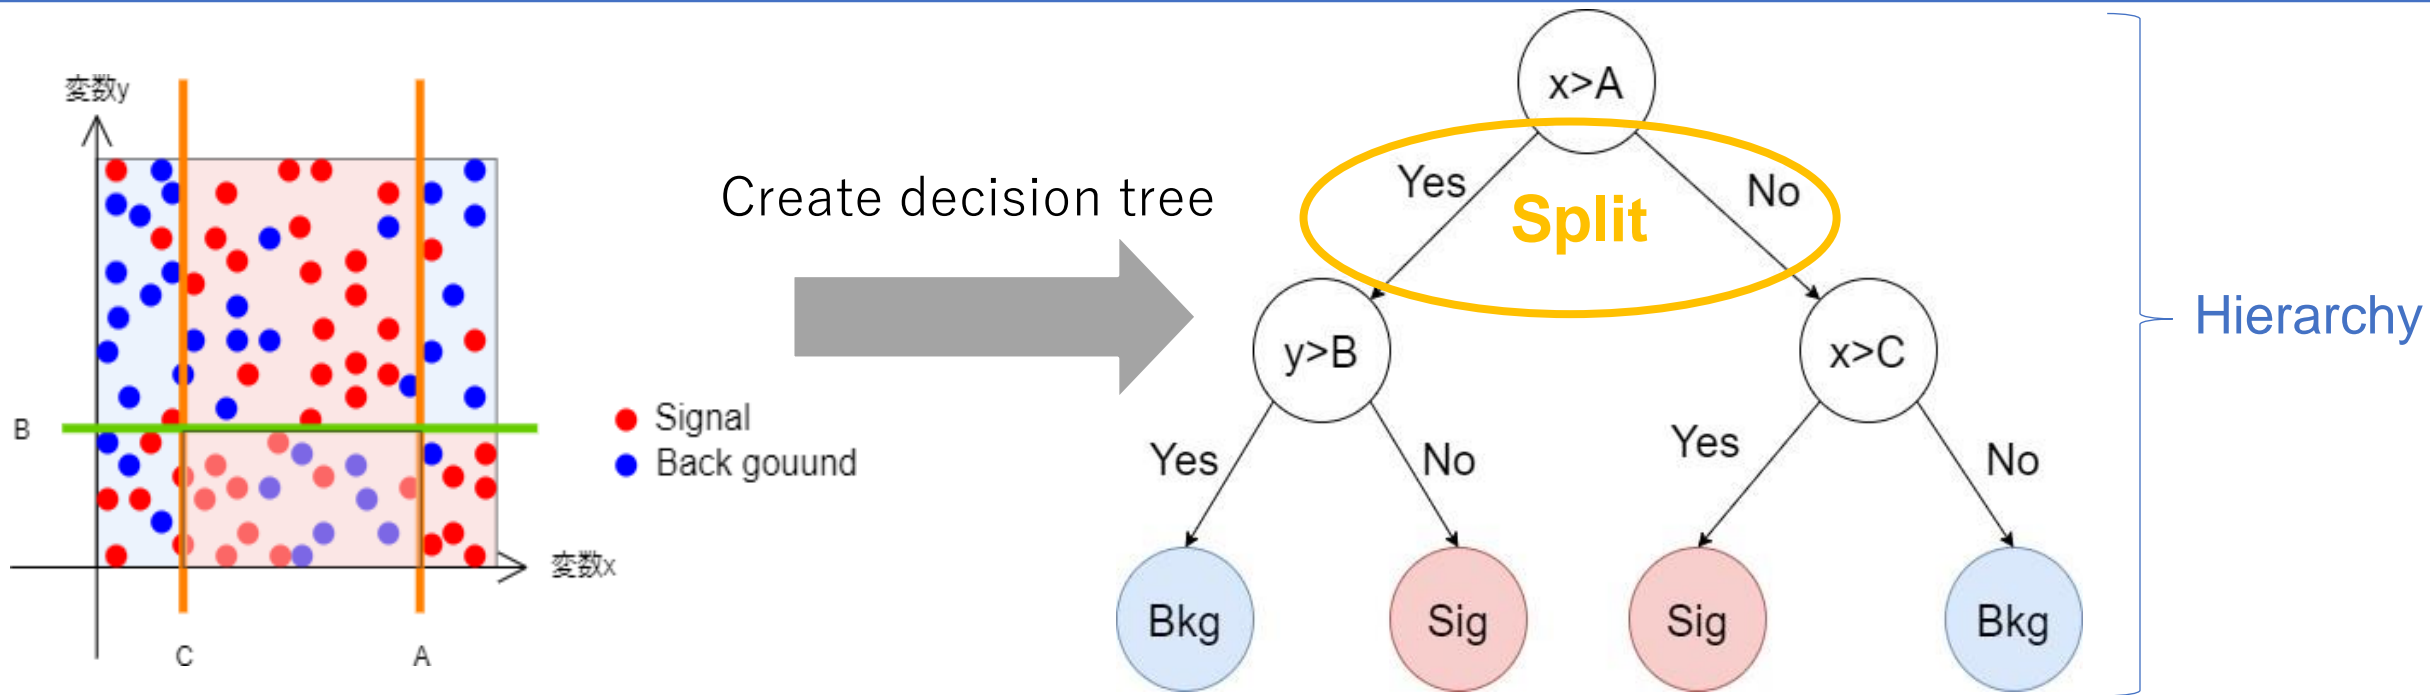 変数y
B
C
A
変数x
Signal
Back gouund
Create decision tree
x>A
Yes
No
Split
y>B
x>C
Yes
No
Yes
No
Bkg
Sig
Sig
Bkg
Hierarchy